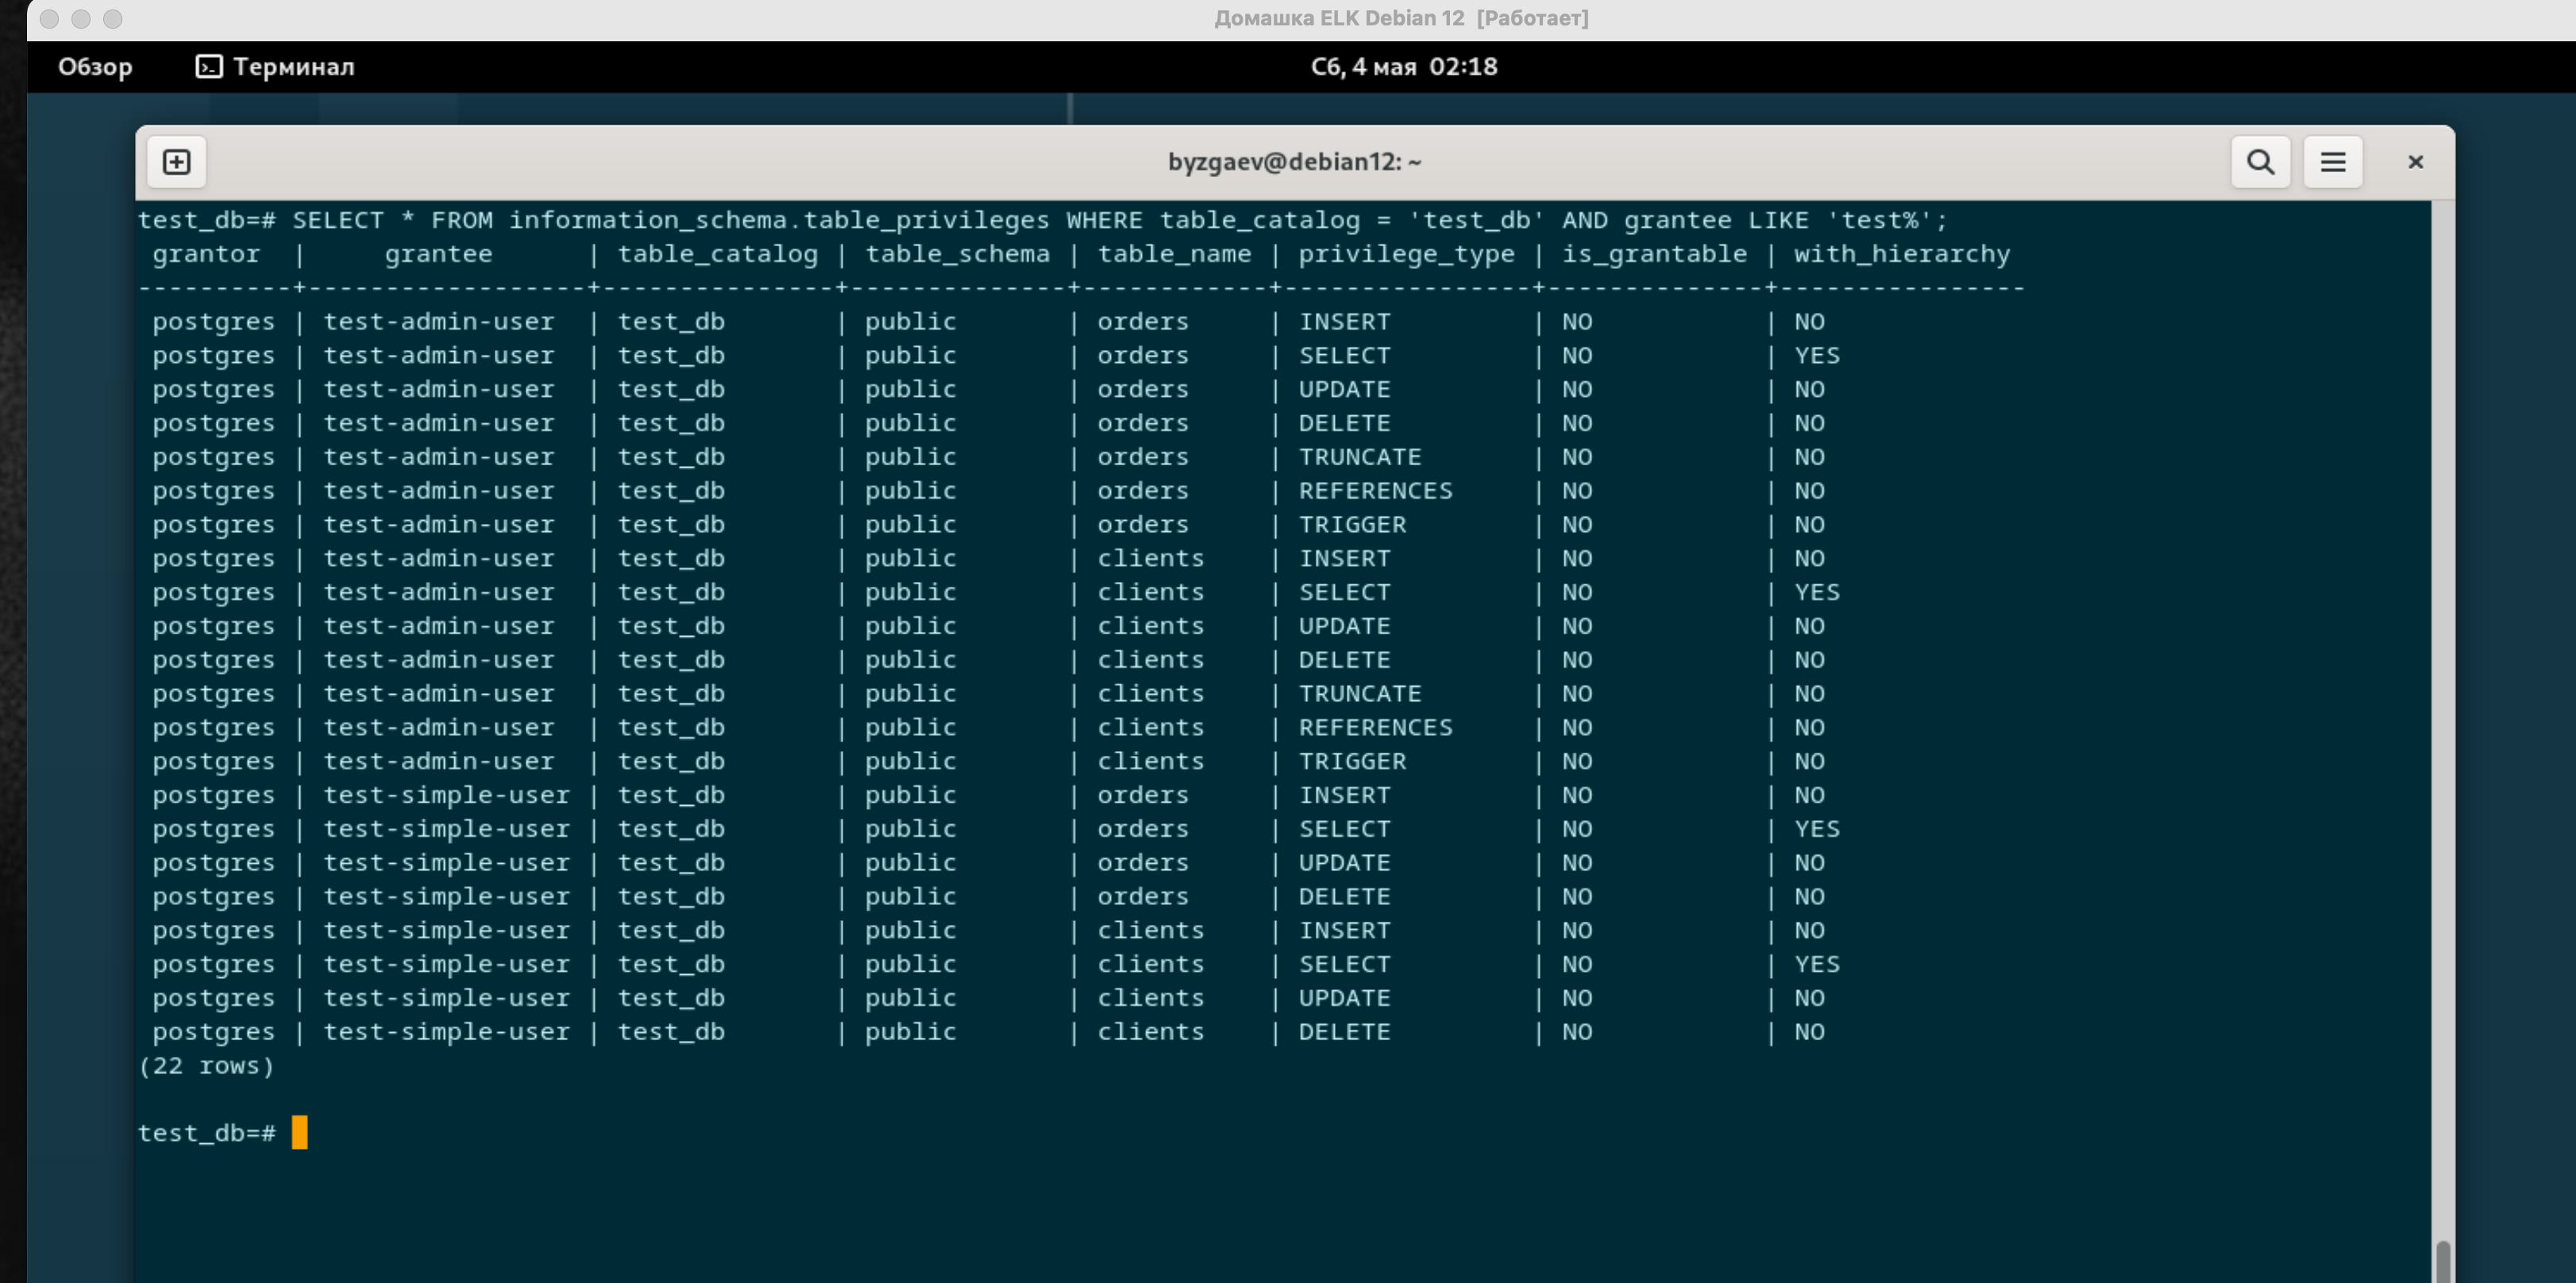 Домашка ELK Debian 12 [Работает]
Обзор Терминал Сб, 4 мая 02:18
byzgaev@debian12: ~
test_db=# SELECT * FROM information_schema.table_privileges WHERE table_catalog = 'test_db' AND grantee LIKE 'test%';
 grantor  |     grantee      | table_catalog | table_schema | table_name | privilege_type | is_grantable | with_hierarchy
----------+------------------+---------------+--------------+------------+----------------+--------------+----------------
 postgres | test-admin-user  | test_db       | public       | orders     | INSERT         | NO           | NO
 postgres | test-admin-user  | test_db       | public       | orders     | SELECT         | NO           | YES
 postgres | test-admin-user  | test_db       | public       | orders     | UPDATE         | NO           | NO
 postgres | test-admin-user  | test_db       | public       | orders     | DELETE         | NO           | NO
 postgres | test-admin-user  | test_db       | public       | orders     | TRUNCATE       | NO           | NO
 postgres | test-admin-user  | test_db       | public       | orders     | REFERENCES     | NO           | NO
 postgres | test-admin-user  | test_db       | public       | orders     | TRIGGER        | NO           | NO
 postgres | test-admin-user  | test_db       | public       | clients    | INSERT         | NO           | NO
 postgres | test-admin-user  | test_db       | public       | clients    | SELECT         | NO           | YES
 postgres | test-admin-user  | test_db       | public       | clients    | UPDATE         | NO           | NO
 postgres | test-admin-user  | test_db       | public       | clients    | DELETE         | NO           | NO
 postgres | test-admin-user  | test_db       | public       | clients    | TRUNCATE       | NO           | NO
 postgres | test-admin-user  | test_db       | public       | clients    | REFERENCES     | NO           | NO
 postgres | test-admin-user  | test_db       | public       | clients    | TRIGGER        | NO           | NO
 postgres | test-simple-user | test_db       | public       | orders     | INSERT         | NO           | NO
 postgres | test-simple-user | test_db       | public       | orders     | SELECT         | NO           | YES
 postgres | test-simple-user | test_db       | public       | orders     | UPDATE         | NO           | NO
 postgres | test-simple-user | test_db       | public       | orders     | DELETE         | NO           | NO
 postgres | test-simple-user | test_db       | public       | clients    | INSERT         | NO           | NO
 postgres | test-simple-user | test_db       | public       | clients    | SELECT         | NO           | YES
 postgres | test-simple-user | test_db       | public       | clients    | UPDATE         | NO           | NO
 postgres | test-simple-user | test_db       | public       | clients    | DELETE         | NO           | NO
(22 rows)
test_db=#